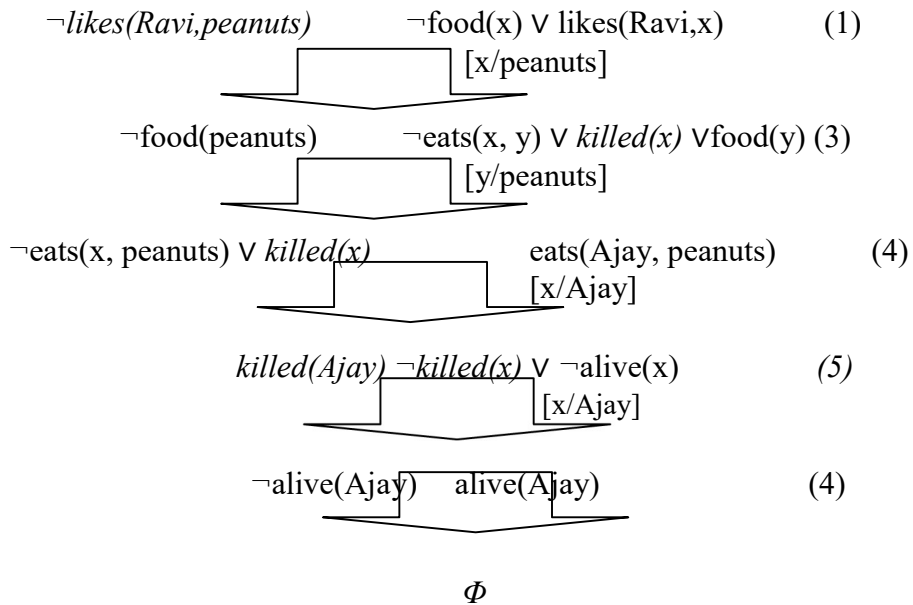 ¬likes(Ravi,peanuts) ¬food(x) ∨ likes(Ravi,x) (1)
[x/peanuts]
¬food(peanuts) ¬eats(x, y) ∨ killed(x) ∨food(y) (3)
[y/peanuts]
¬eats(x, peanuts) ∨ killed(x) eats(Ajay, peanuts) (4)
[x/Ajay]
killed(Ajay) ¬killed(x) ∨ ¬alive(x) (5)
[x/Ajay]
¬alive(Ajay) alive(Ajay) (4)
Φ